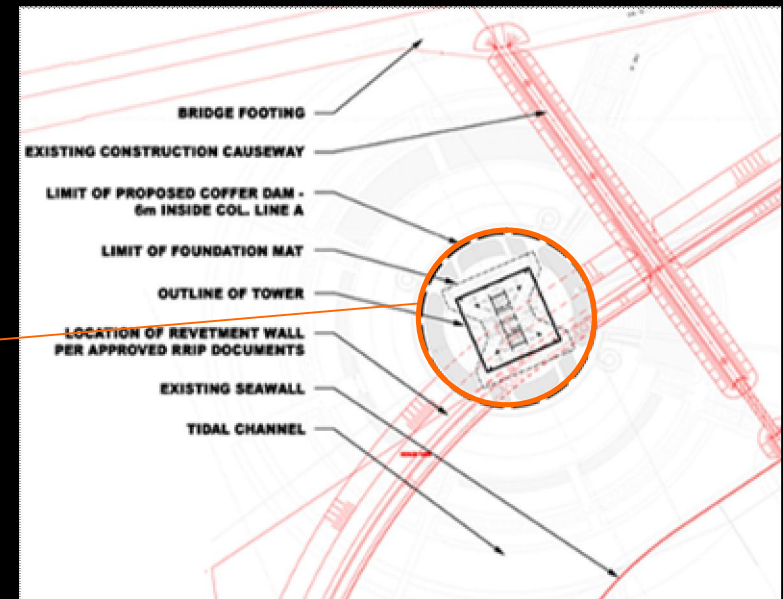 BRIDGE FOOTING
EXISTING CONSTRUCTION CAUSEWAY
LIMIT OF PROPOSED COFFER DAM -
6m INSIDE COL. LINE A
LIMIT OF FOUNDATION MAT
OUTLINE OF TOWER
LOCATION OF REVETMENT WALL
PER APPROVED RRIP DOCUMENTS
EXISTING SEAWALL
TIDAL CHANNEL